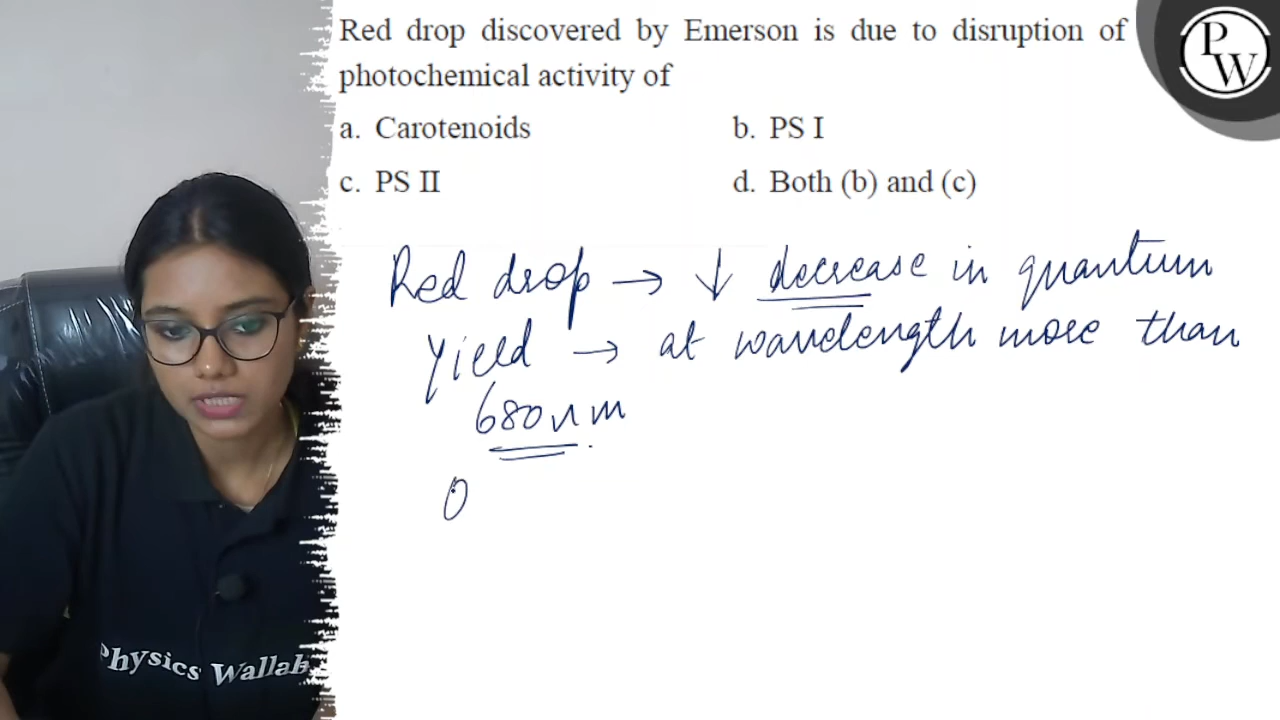 Red drop discovered by Emerson is due to disruption of
photochemical activity of
a. Carotenoids
b. PS I
c. PS II
d. Both (b) and (c)
PW
Red drop → ↓ decrease in quantum
yield → at wavelength more than
680nm
O
Physics Wallah